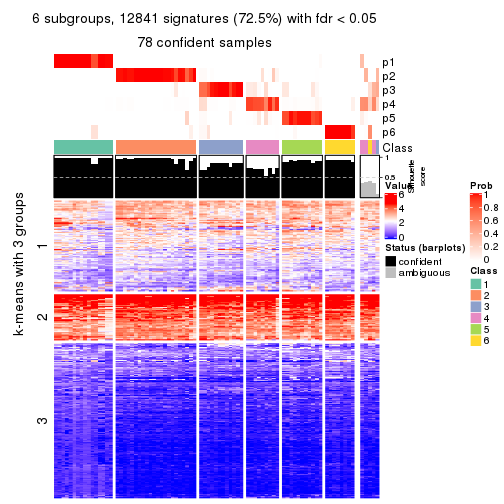 6 subgroups, 12841 signatures (72.5%) with fdr < 0.05
78 confident samples
p1
p2
p3
p4
p5
p6
Class
1
0.5
0
Silhouette
score
k-means with 3 groups
1
2
3
Value
6
4
2
0
Status (barplots)
confident
ambiguous
Prob
1
0.8
0.6
0.4
0.2
0
Class
1
2
3
4
5
6